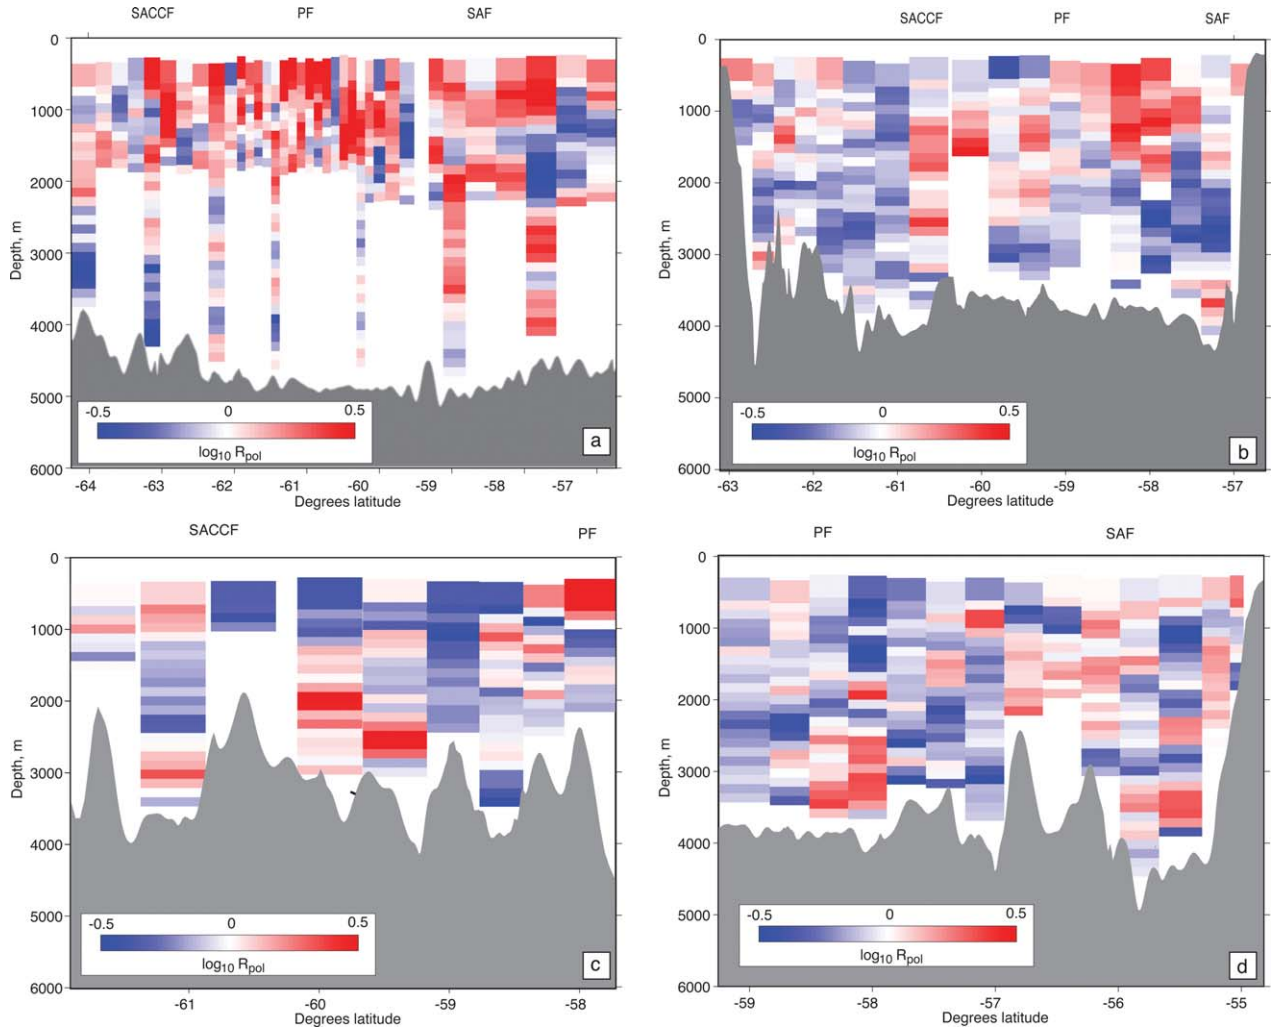 SACCF PF SAF
0
1000
2000
3000
4000
5000
6000
Depth, m
-0.5 0 0.5
log10 Rpol
a
-64 -63 -62 -61 -60 -59 -58 -57
Degrees latitude
SACCF PF SAF
0
1000
2000
3000
4000
5000
6000
Depth, m
-0.5 0 0.5
log10 Rpol
b
-63 -62 -61 -60 -59 -58 -57
Degrees latitude
SACCF PF
0
1000
2000
3000
4000
5000
6000
Depth, m
-0.5 0 0.5
log10 Rpol
c
-61 -60 -59 -58
Degrees latitude
PF SAF
0
1000
2000
3000
4000
5000
6000
Depth, m
-0.5 0 0.5
log10 Rpol
d
-59 -58 -57 -56 -55
Degrees latitude